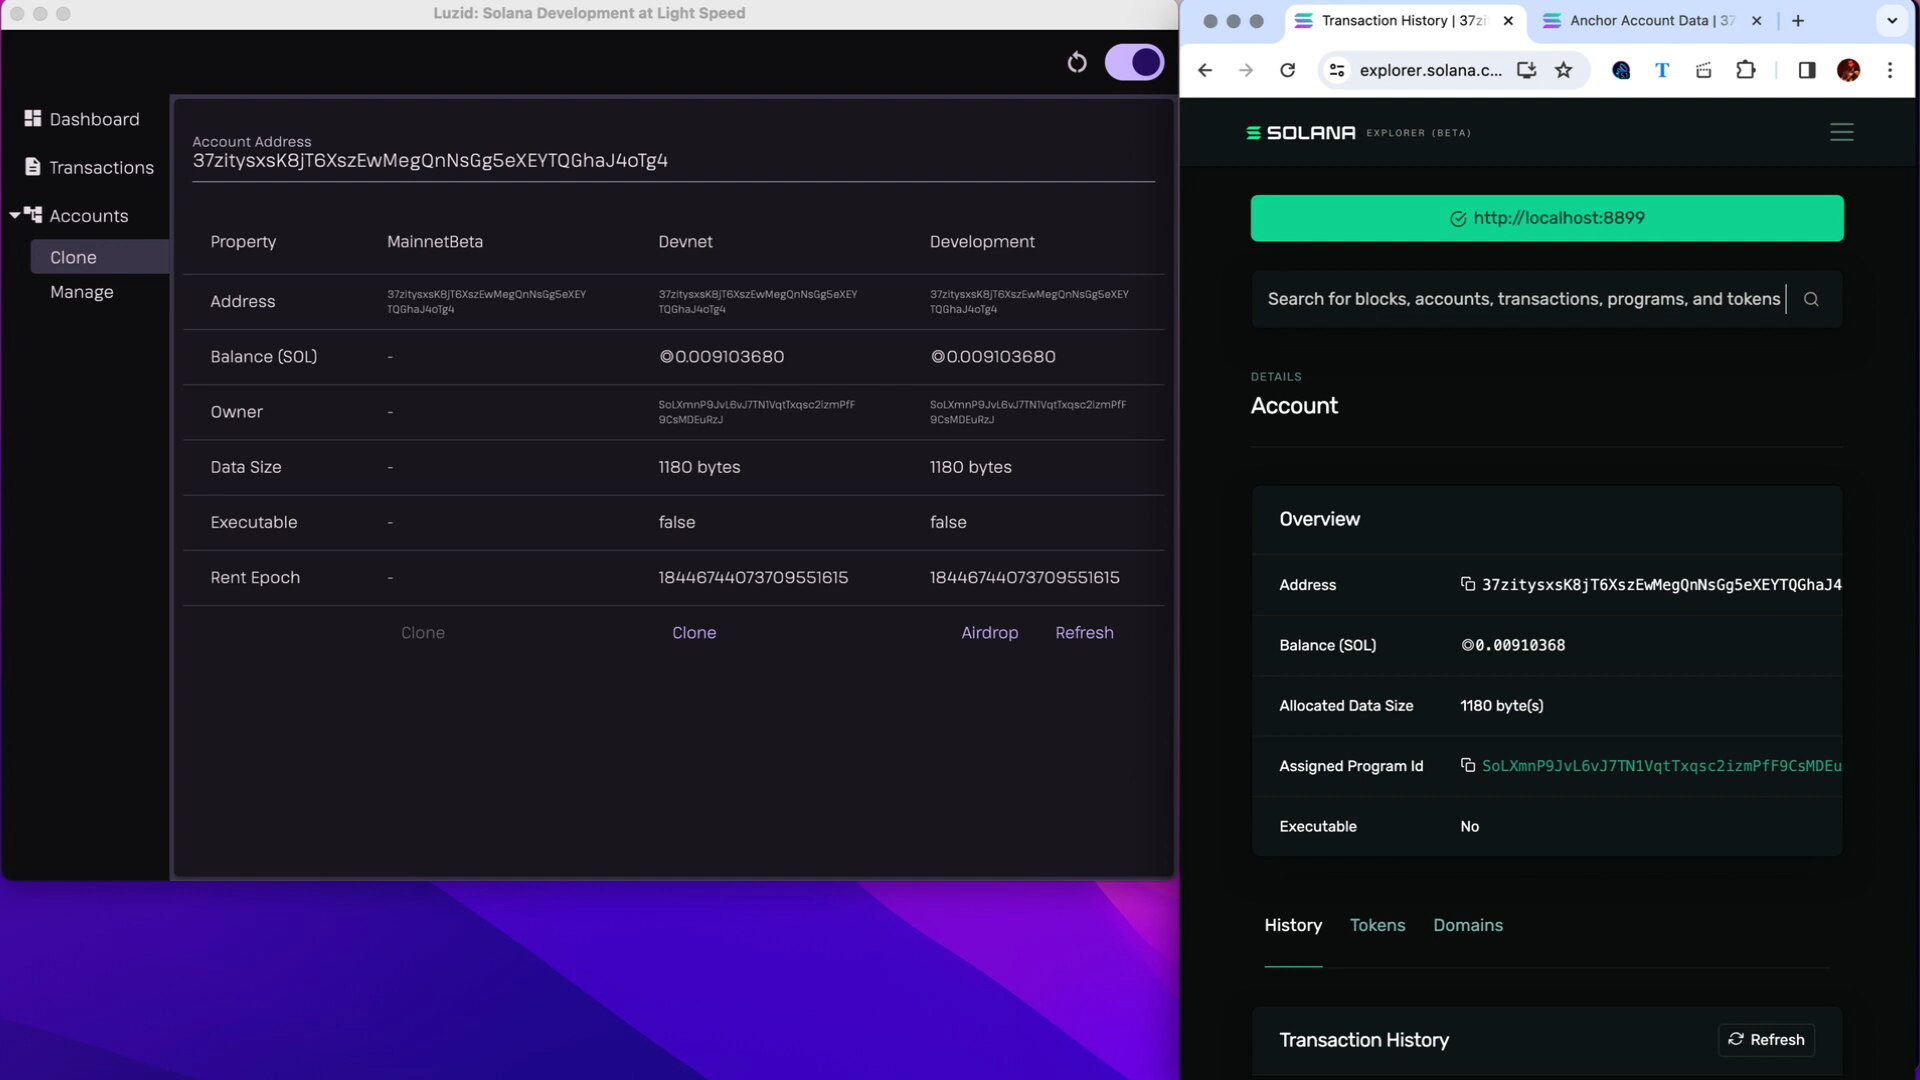 Luzid: Solana Development at Light Speed
Dashboard
Transactions
Accounts
Clone
Manage
Account Address
37zitysxsK8jT6XszEwMegQnNsGg5eXEYTQGhaJ4oTg4
Property MainnetBeta Devnet Development
Address 37zitysxsK8jT6XszEwMegQnNsGg5eXEY 37zitysxsK8jT6XszEwMegQnNsGg5eXEY 37zitysxsK8jT6XszEwMegQnNsGg5eXEY
TQGhaJ4oTg4 TQGhaJ4oTg4 TQGhaJ4oTg4
Balance (SOL) - ◎0.009103680 ◎0.009103680
Owner - SoLXmnP9JvL6vJ7TN1VqtTxqsc2izmPfF SoLXmnP9JvL6vJ7TN1VqtTxqsc2izmPfF
9CsMDEuRzJ 9CsMDEuRzJ
Data Size - 1180 bytes 1180 bytes
Executable - false false
Rent Epoch - 18446744073709551615 18446744073709551615
Clone Clone Airdrop Refresh
Transaction History | 37zi Anchor Account Data | 37
explorer.solana.c...
SOLANA EXPLORER (BETA)
http://localhost:8899
Search for blocks, accounts, transactions, programs, and tokens
DETAILS
Account
Overview
Address 37zitysxsK8jT6XszEwMegQnNsGg5eXEYTQGhaJ4
Balance (SOL) ◎0.00910368
Allocated Data Size 1180 byte(s)
Assigned Program Id SoLXmnP9JvL6vJ7TN1VqtTxqsc2izmPfF9CsMDEu
Executable No
History Tokens Domains
Transaction History Refresh